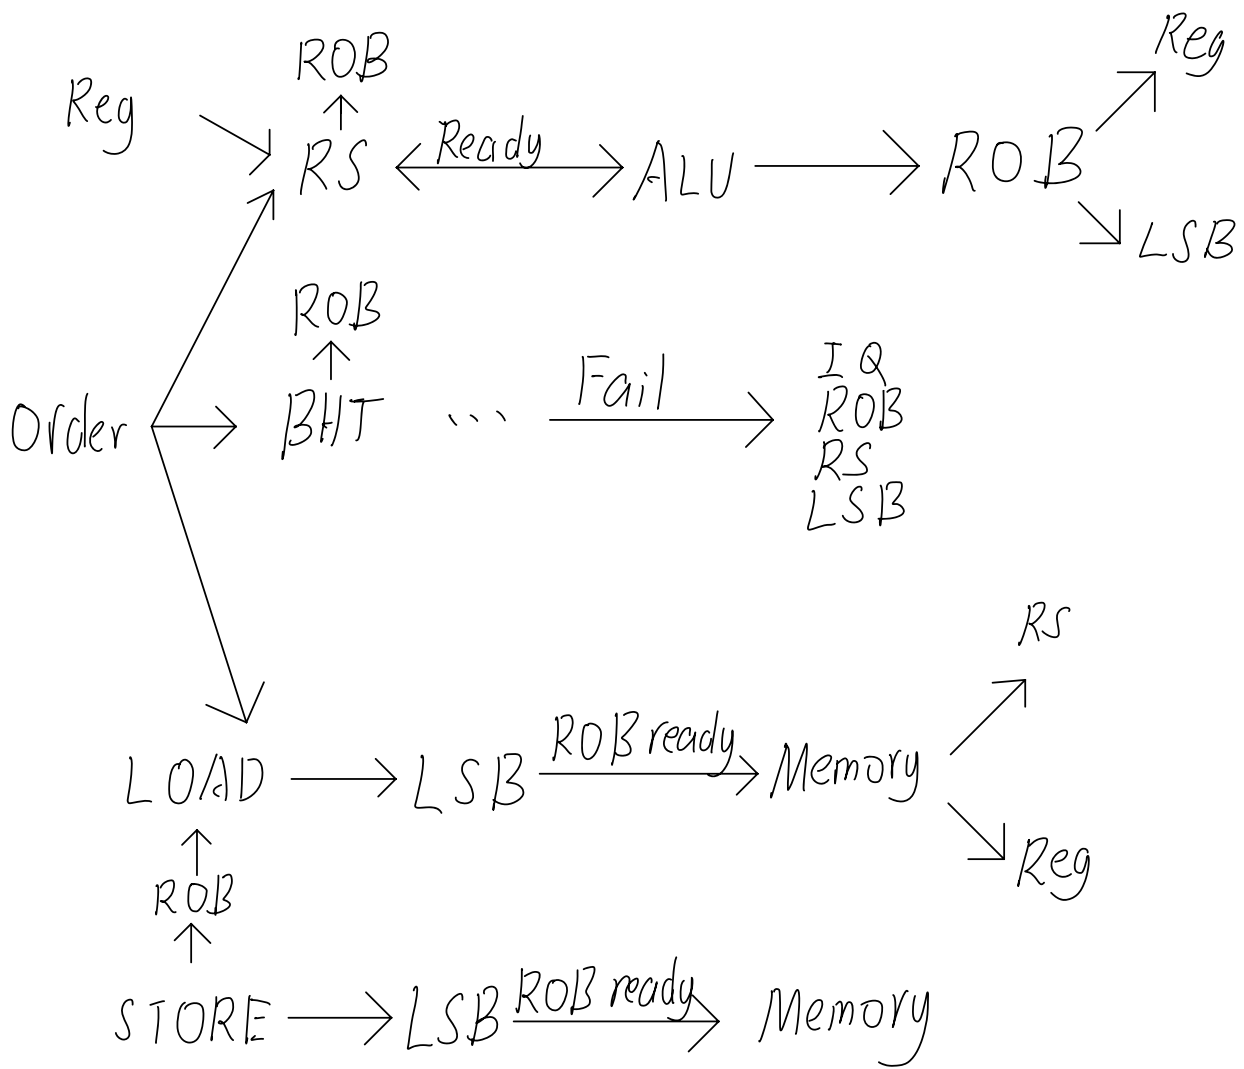 Reg
ROB
Reg
RS
Ready
ALU
ROB
LSB
ROB
Order
BHT
...
Fail
IQ
ROB
RS
LSB
RS
LOAD
LSB
ROB ready
Memory
Reg
ROB
STORE
LSB
ROB ready
Memory